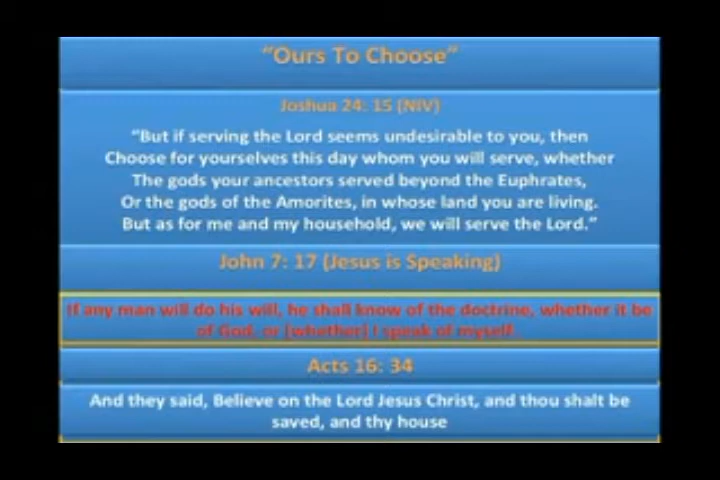 "Ours To Choose"
Joshua 24: 15 (NIV)
"But if serving the Lord seems undesirable to you, then
Choose for yourselves this day whom you will serve, whether
The gods your ancestors served beyond the Euphrates,
Or the gods of the Amorites, in whose land you are living.
But as for me and my household, we will serve the Lord."
John 7: 17 (Jesus is Speaking)
If any man will do his will, he shall know of the doctrine, whether it be
of God, or [whather] I speak of myself.
Acts 16: 34
And they said, Believe on the Lord Jesus Christ, and thou shalt be
saved, and thy house